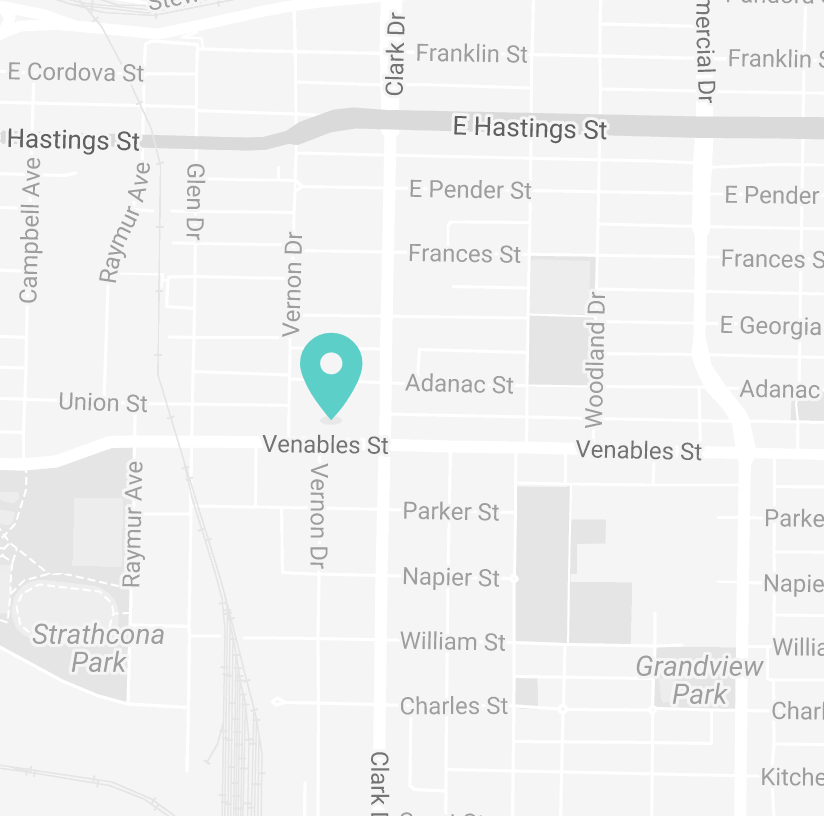 Clark Dr
Franklin St
Franklin S
E Cordova St
mercial Dr
Hastings St
E Hastings St
Campbell Ave
Raymur Ave
Glen Dr
E Pender St
E Pender
Frances St
Frances S
Vernon Dr
Woodland Dr
E Georgia
Adanac St
Adanac
Union St
Venables St
Venables St
Raymur Ave
Vernon Dr
Parker St
Parke
Napier St
Napie
Strathcona
Park
William St
Willia
Grandview
Park
Charles St
Charl
Clark D
Kitche